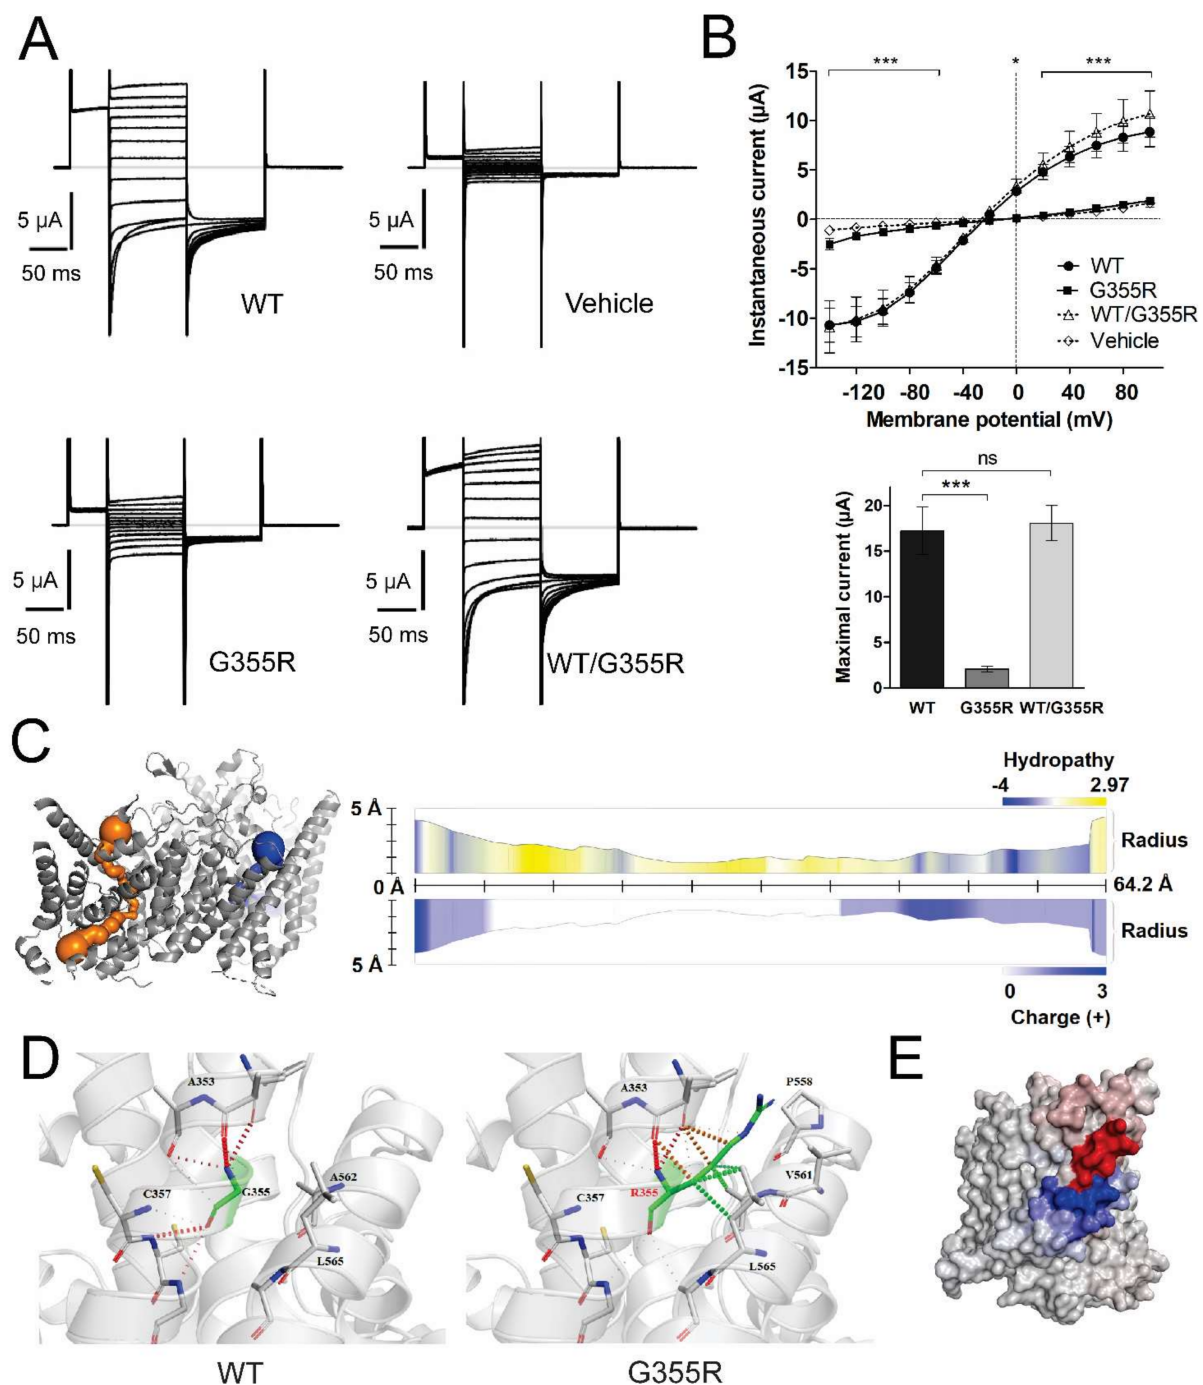 A
5 µA
50 ms
WT
5 µA
50 ms
Vehicle
5 µA
50 ms
G355R
5 µA
50 ms
WT/G355R
B
*** * ***
15
10
5
0
-5
-10
-15
Instantaneous current (µA)
WT
G355R
WT/G355R
Vehicle
-120 -80 -40 0 40 80
Membrane potential (mV)
ns
***
20
15
10
5
0
Maximal current (µA)
WT G355R WT/G355R
C
Hydropathy
-4 2.97
5 Å
Radius
0 Å 64.2 Å
Radius
5 Å
0 3
Charge (+)
D
A353
C357
G355
A562
L565
WT
A353
P558
C357
R355
V561
L565
G355R
E